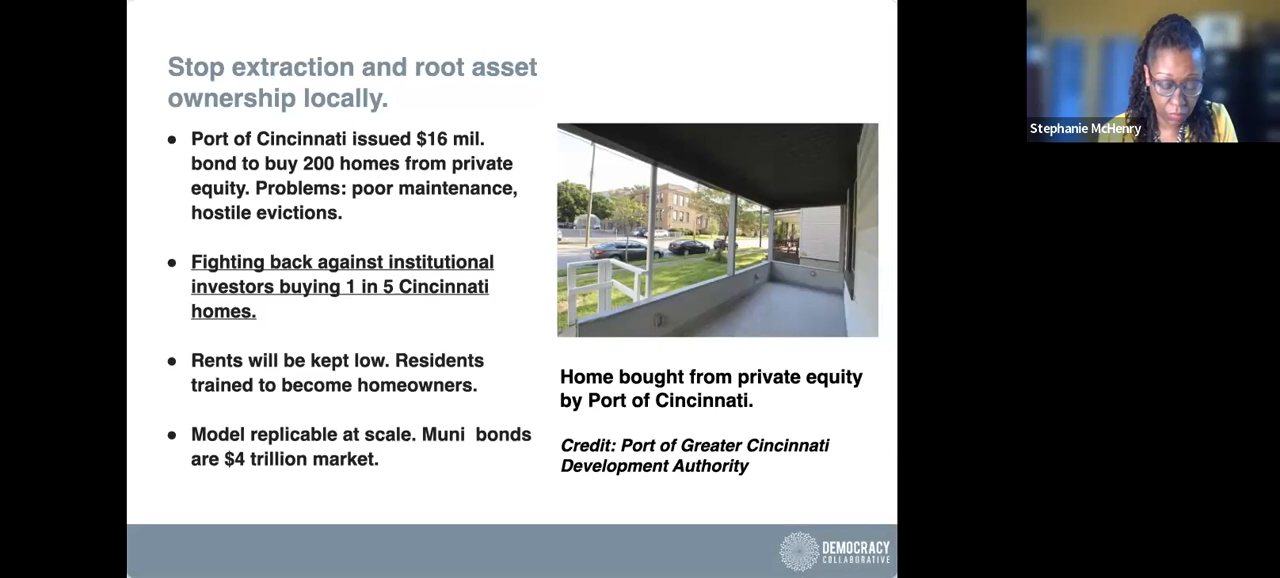 Stop extraction and root asset
ownership locally.
● Port of Cincinnati issued $16 mil.
bond to buy 200 homes from private
equity. Problems: poor maintenance,
hostile evictions.
● Fighting back against institutional
investors buying 1 in 5 Cincinnati
homes.
● Rents will be kept low. Residents
trained to become homeowners.
● Model replicable at scale. Muni  bonds
are $4 trillion market.
Home bought from private equity
by Port of Cincinnati.
Credit: Port of Greater Cincinnati
Development Authority
DEMOCRACY
COLLABORATIVE
Stephanie McHenry